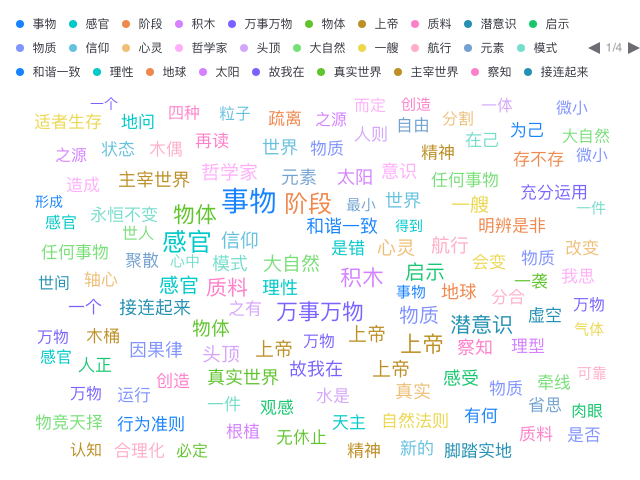 事物 感官 阶段 积木 万事万物 物体 上帝 质料 潜意识 启示
物质 信仰 心灵 哲学家 头顶 大自然 一艘 航行 元素 模式 1/4
和谐一致 理性 地球 太阳 故我在 真实世界 主宰世界 察知 接连起来
一个 四种 粒子 而定 创造 一体 微小
适者生存 地问 疏离 之源 人则 自由 分割 为己 大自然
之源 状态 木偶 再读 世界 物质 精神 在己 存不存 微小
造成 主宰世界 哲学家 元素 太阳 意识 任何事物 充分运用
形成 永恒不变 物体 事物 阶段 最小 世界 一艘 一件
感官 世人 感官 信仰 和谐一致 得到 明辨是非
任何事物 聚散 心中 模式 大自然 是错 心灵 航行 会变 物质 改变
世间 轴心 感官 质料 理性 积木 启示 事物 地球 分合 一袭 我思
一个 接连起来 之有 万事万物 物质 潜意识 虚空 万物
万物 木桶 物体 万物 上帝 上帝 察知 理型 气体
感官 人正 因果律 头顶 上帝 故我在 上帝 感受 牵线 可靠
万物 运行 创造 真实世界 水是 真实 物质 省思 肉眼
物竞天择 行为准则 一件 观感 天主 自然法则 有何
认知 合理化 必定 根植 无休止 精神 新的 脚踏实地 质料 是否